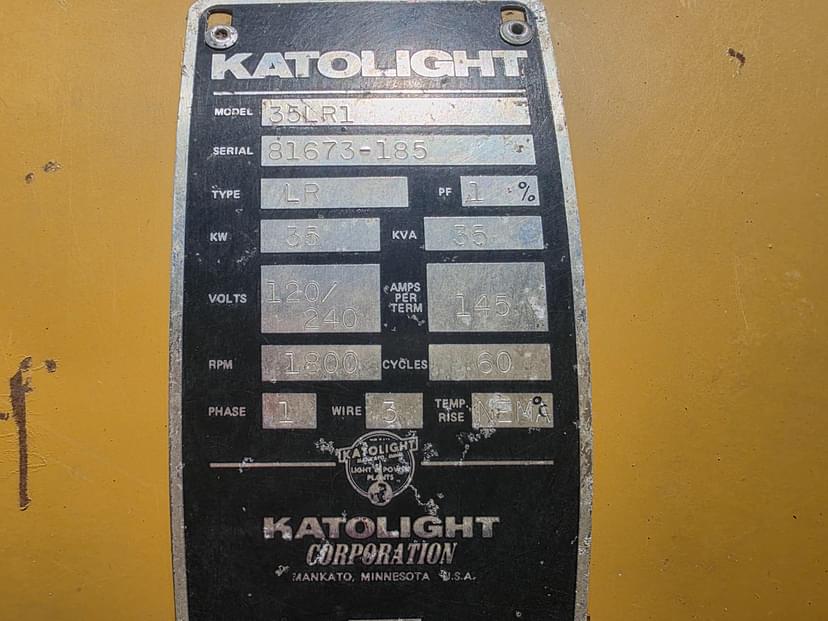 KATOLIGHT
MODEL 35LR1
SERIAL 81673-185
TYPE LR PF 1 %
KW 35 KVA 35
VOLTS 120/ 240 AMPS PER TERM 145
RPM 1800 CYCLES 60
PHASE 1 WIRE 3 TEMP. RISE NEMA °C
KATOLIGHT
MANKATO, MINN.
LIGHT & POWER
PLANTS
KATOLIGHT
CORPORATION
MANKATO, MINNESOTA U.S.A.